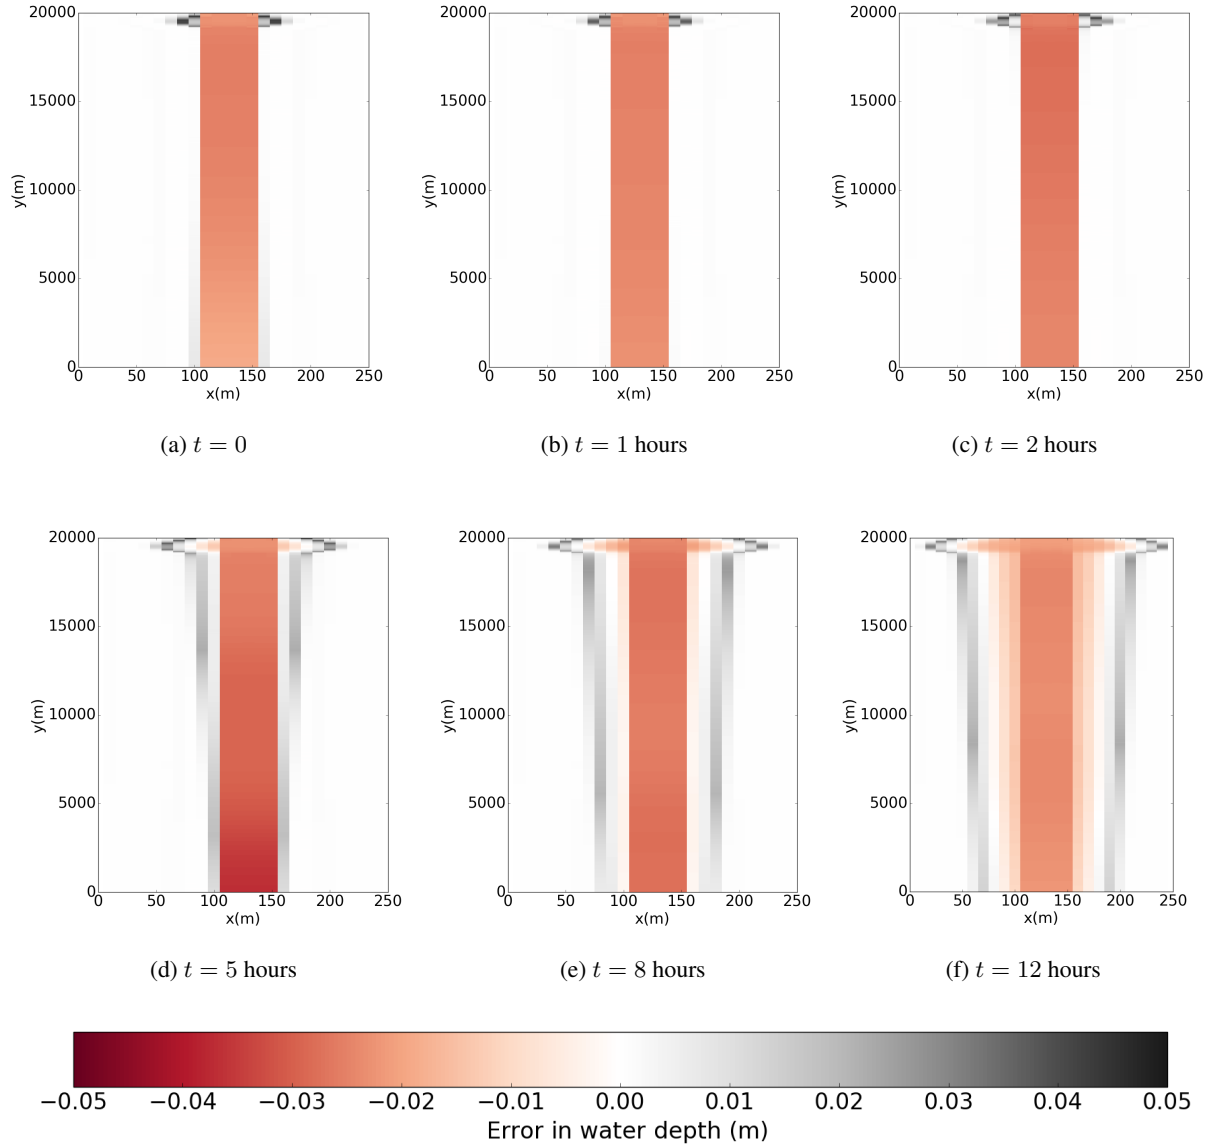 20000
15000
10000
5000
0
y(m)
0 50 100 150 200 250
x(m)
(a) t = 0
20000
15000
10000
5000
0
y(m)
0 50 100 150 200 250
x(m)
(b) t = 1 hours
20000
15000
10000
5000
0
y(m)
0 50 100 150 200 250
x(m)
(c) t = 2 hours
20000
15000
10000
5000
0
y(m)
0 50 100 150 200 250
x(m)
(d) t = 5 hours
20000
15000
10000
5000
0
y(m)
0 50 100 150 200 250
x(m)
(e) t = 8 hours
20000
15000
10000
5000
0
y(m)
0 50 100 150 200 250
x(m)
(f) t = 12 hours
−0.05 −0.04 −0.03 −0.02 −0.01 0.00 0.01 0.02 0.03 0.04 0.05
Error in water depth (m)